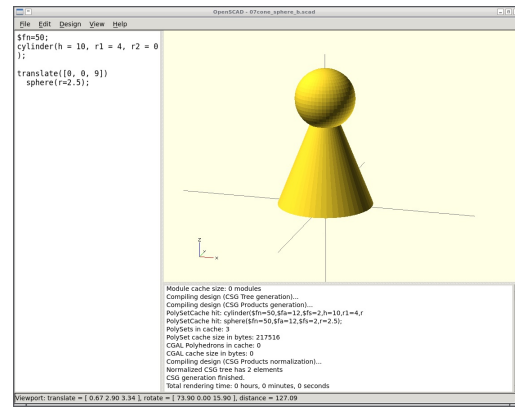 OpenSCAD - 07cone_sphere_b.scad
File Edit Design View Help
$fn=50;
cylinder(h = 10, r1 = 4, r2 = 0
);
translate([0, 0, 9])
sphere(r=2.5);
z
y
x
Module cache size: 0 modules
Compiling design (CSG Tree generation)...
Compiling design (CSG Products generation)...
PolySetCache hit: cylinder($fn=50,$fa=12,$fs=2,h=10,r1=4,r
PolySetCache hit: sphere($fn=50,$fa=12,$fs=2,r=2.5);
PolySets in cache: 3
PolySet cache size in bytes: 217516
CGAL Polyhedrons in cache: 0
CGAL cache size in bytes: 0
Compiling design (CSG Products normalization)...
Normalized CSG tree has 2 elements
CSG generation finished.
Total rendering time: 0 hours, 0 minutes, 0 seconds
Viewport: translate = [ 0.67 2.90 3.34 ], rotate = [ 73.90 0.00 15.90 ], distance = 127.09